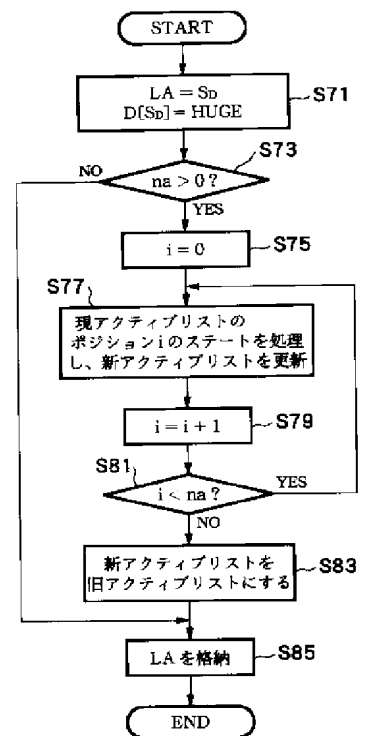 START
LA = SD
D[SD] = HUGE
S71
S73
NO
na > 0 ?
YES
i = 0
S75
S77
現アクティブリストの
ポジションiのステートを処理
し、新アクティブリストを更新
i = i + 1
S79
S81
i < na ?
YES
NO
新アクティブリストを
旧アクティブリストにする
S83
LAを格納
S85
END